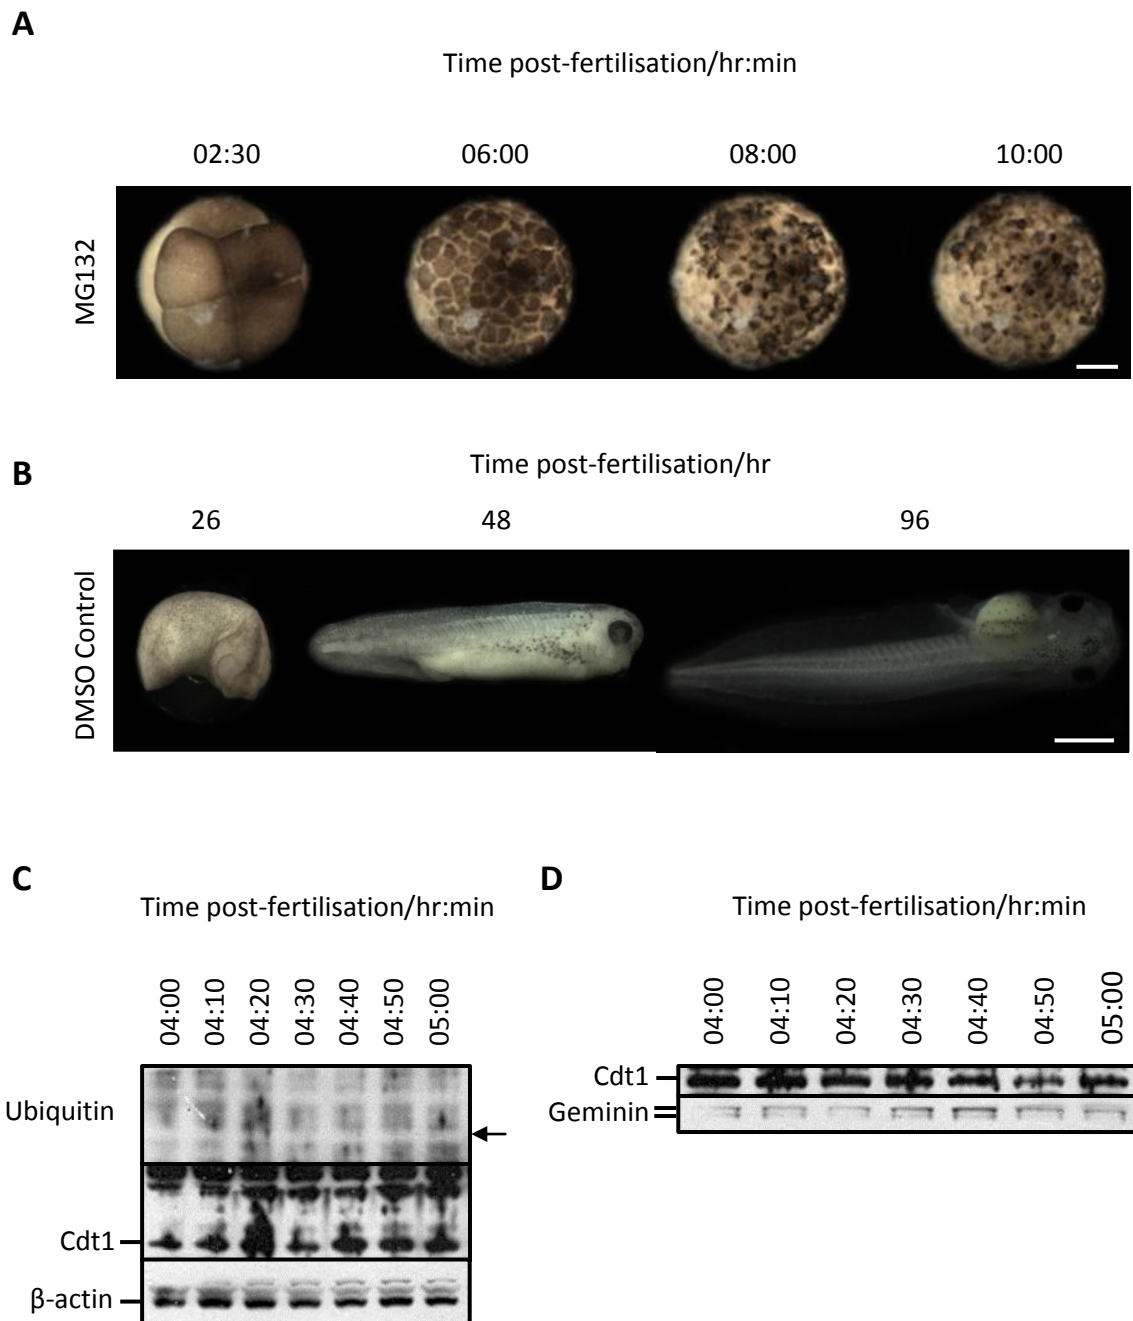 A
Time post-fertilisation/hr:min
02:30 06:00 08:00 10:00
MG132
B
Time post-fertilisation/hr
26 48 96
DMSO Control
C
Time post-fertilisation/hr:min
04:00 04:10 04:20 04:30 04:40 04:50 05:00
Ubiquitin
Cdt1
β-actin
D
Time post-fertilisation/hr:min
04:00 04:10 04:20 04:30 04:40 04:50 05:00
Cdt1
Geminin